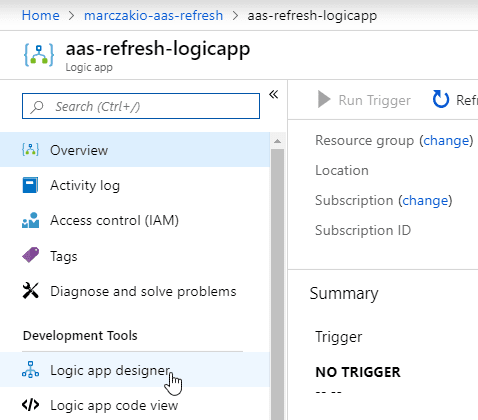 Home > marczakio-aas-refresh > aas-refresh-logicapp
aas-refresh-logicapp
Logic app
Search (Ctrl+/)
«
Overview
Activity log
Access control (IAM)
Tags
Diagnose and solve problems
Development Tools
Logic app designer
Logic app code view
Run Trigger Refr
Resource group (change)
Location
Subscription (change)
Subscription ID
Summary
Trigger
NO TRIGGER
-- --